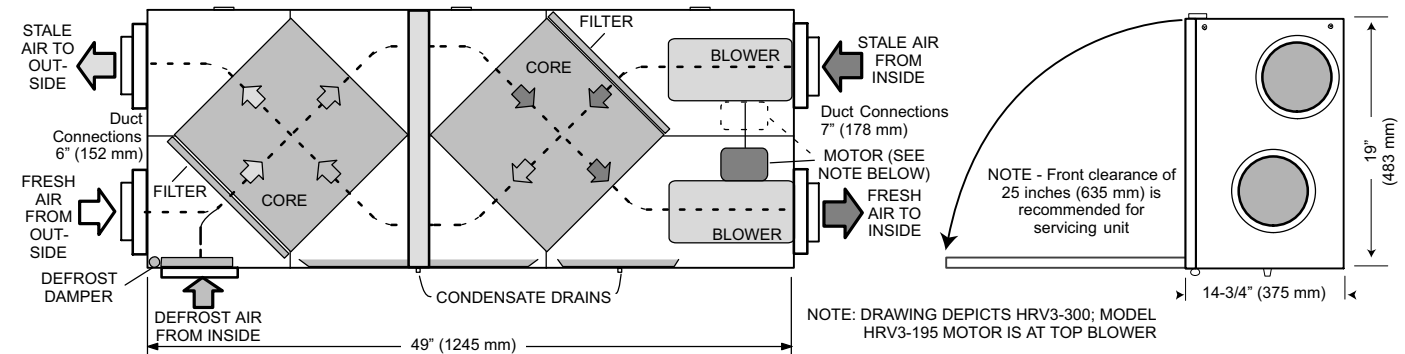 STALE
AIR TO
OUT-
SIDE
Duct
Connections
6” (152 mm)
FRESH
AIR
FROM
OUT-
SIDE
FILTER
CORE
DEFROST
DAMPER
DEFROST AIR
FROM INSIDE
CORE
FILTER
BLOWER
STALE AIR
FROM
INSIDE
Duct Connections
7” (178 mm)
MOTOR (SEE
NOTE BELOW)
FRESH
AIR TO
INSIDE
BLOWER
CONDENSATE DRAINS
49” (1245 mm)
NOTE - Front clearance of
25 inches (635 mm) is
recommended for
servicing unit
19”
(483 mm)
14-3/4” (375 mm)
NOTE: DRAWING DEPICTS HRV3-300; MODEL
HRV3-195 MOTOR IS AT TOP BLOWER